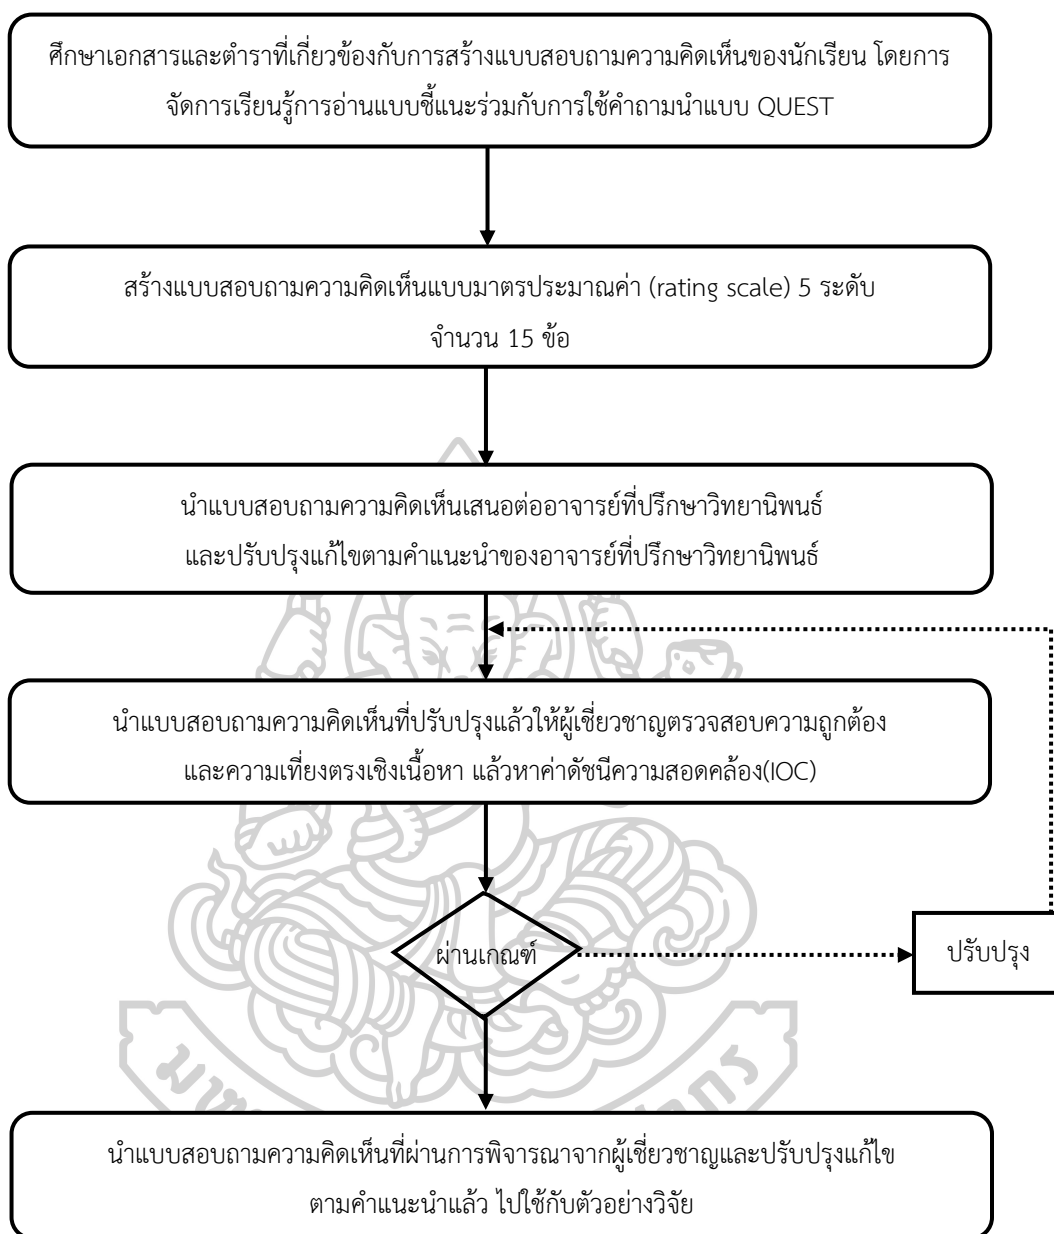 ศึกษาเอกสารและตำราที่เกี่ยวข้องกับการสร้างแบบสอบถามความคิดเห็นของนักเรียน โดยการ
จัดการเรียนรู้การอ่านแบบชี้แนะร่วมกับการใช้คำถามนำแบบ QUEST
สร้างแบบสอบถามความคิดเห็นแบบมาตรประมาณค่า (rating scale) 5 ระดับ
จำนวน 15 ข้อ
นำแบบสอบถามความคิดเห็นเสนอต่ออาจารย์ที่ปรึกษาวิทยานิพนธ์
และปรับปรุงแก้ไขตามคำแนะนำของอาจารย์ที่ปรึกษาวิทยานิพนธ์
นำแบบสอบถามความคิดเห็นที่ปรับปรุงแล้วให้ผู้เชี่ยวชาญตรวจสอบความถูกต้อง
และความเที่ยงตรงเชิงเนื้อหา แล้วหาค่าดัชนีความสอดคล้อง(IOC)
ผ่านเกณฑ์
ปรับปรุง
นำแบบสอบถามความคิดเห็นที่ผ่านการพิจารณาจากผู้เชี่ยวชาญและปรับปรุงแก้ไข
ตามคำแนะนำแล้ว ไปใช้กับตัวอย่างวิจัย